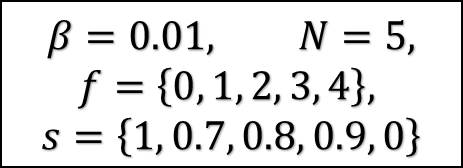 β = 0.01, N = 5,
f = {0, 1, 2, 3, 4},
s = {1, 0.7, 0.8, 0.9, 0}